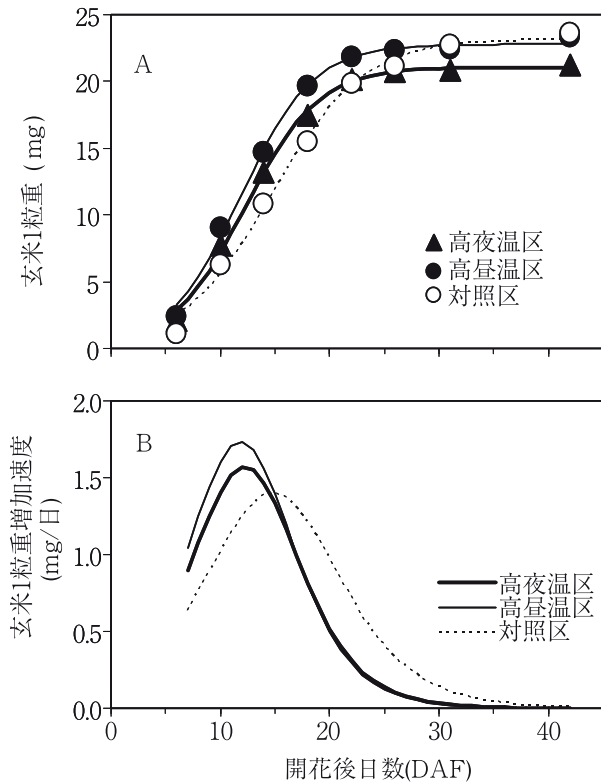 25
20
15
10
5
0
A
玄米1粒重 (mg)
高夜温区
高昼温区
対照区
2.0
1.5
1.0
0.5
0.0
B
玄米1粒重増加速度
(mg/日)
高夜温区
高昼温区
対照区
0 10 20 30 40
開花後日数(DAF)